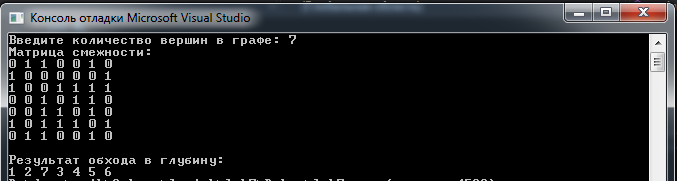 Консоль отладки Microsoft Visual Studio
Введите количество вершин в графе: 7
Матрица смежности:
0 1 1 0 0 1 0
1 0 0 0 0 0 1
1 0 0 1 1 1 1
0 0 1 0 1 1 0
0 0 1 1 0 1 0
1 0 1 1 1 0 1
0 1 1 0 0 1 0
Результат обхода в глубину:
1 2 7 3 4 5 6